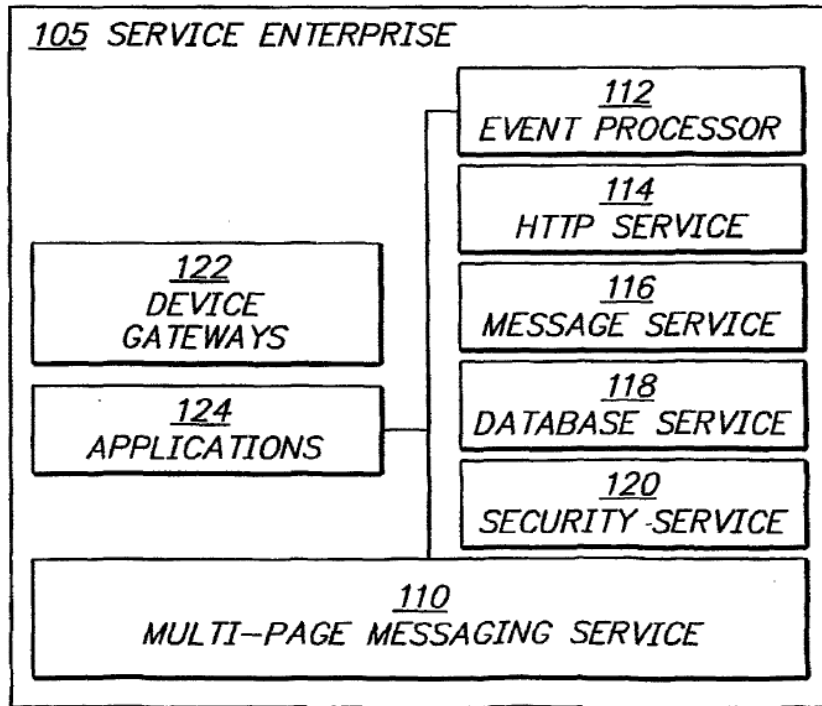 105 SERVICE ENTERPRISE
112
EVENT PROCESSOR
114
HTTP SERVICE
122
DEVICE
GATEWAYS
116
MESSAGE SERVICE
124
APPLICATIONS
118
DATABASE SERVICE
120
SECURITY-SERVICE
110
MULTI-PAGE MESSAGING SERVICE